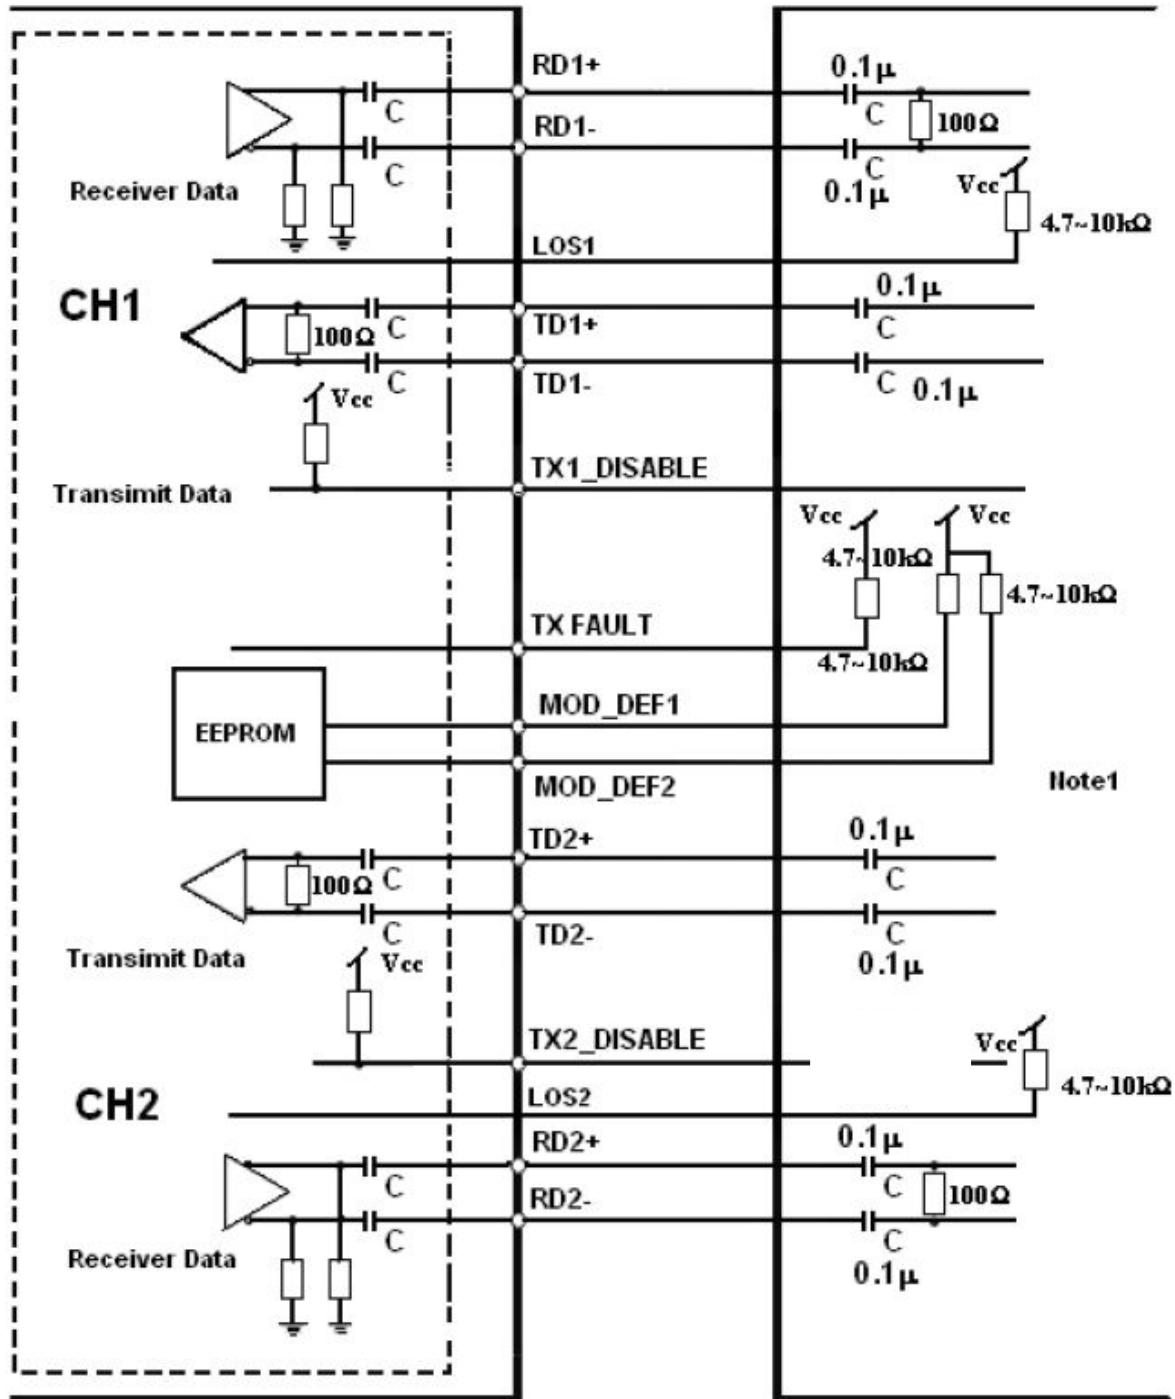 RD1+
0.1µ
C
C
100Ω
RD1-
C
C
0.1µ
Vcc
Receiver Data
4.7~10kΩ
LOS1
CH1
0.1µ
100Ω
C
TD1+
C
C
TD1-
C
0.1µ
Vcc
TX1_DISABLE
Transimit Data
Vcc
Vcc
4.7~10kΩ
4.7~10kΩ
TX FAULT
4.7~10kΩ
MOD_DEF1
EEPROM
MOD_DEF2
Note1
TD2+
0.1µ
100Ω
C
C
C
TD2-
C
Transimit Data
Vcc
0.1µ
TX2_DISABLE
Vcc
4.7~10kΩ
CH2
LOS2
RD2+
0.1µ
C
C
100Ω
RD2-
C
C
Receiver Data
0.1µ